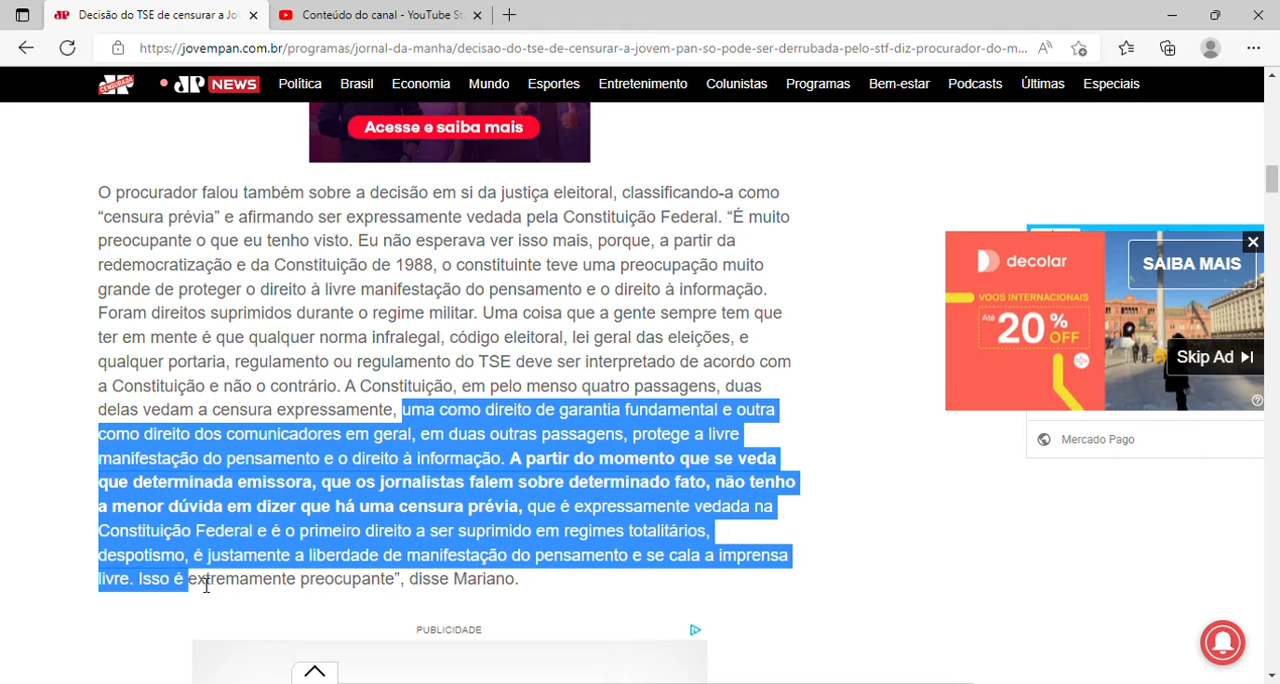 Decisão do TSE de censurar a Jo
Conteúdo do canal - YouTube St
https://jovempan.com.br/programas/jornal-da-manha/decisao-do-tse-de-censurar-a-jovem-pan-so-pode-ser-derrubada-pelo-stf-diz-procurador-do-m...
CENSURADA JP NEWS Política Brasil Economia Mundo Esportes Entretenimento Colunistas Programas Bem-estar Podcasts Últimas Especiais
Acesse e saiba mais
O procurador falou também sobre a decisão em si da justiça eleitoral, classificando-a como
“censura prévia” e afirmando ser expressamente vedada pela Constituição Federal. “É muito
preocupante o que eu tenho visto. Eu não esperava ver isso mais, porque, a partir da
redemocratização e da Constituição de 1988, o constituinte teve uma preocupação muito
grande de proteger o direito à livre manifestação do pensamento e o direito à informação.
Foram direitos suprimidos durante o regime militar. Uma coisa que a gente sempre tem que
ter em mente é que qualquer norma infralegal, código eleitoral, lei geral das eleições, e
qualquer portaria, regulamento ou regulamento do TSE deve ser interpretado de acordo com
a Constituição e não o contrário. A Constituição, em pelo menso quatro passagens, duas
delas vedam a censura expressamente, uma como direito de garantia fundamental e outra
como direito dos comunicadores em geral, em duas outras passagens, protege a livre
manifestação do pensamento e o direito à informação. A partir do momento que se veda
que determinada emissora, que os jornalistas falem sobre determinado fato, não tenho
a menor dúvida em dizer que há uma censura prévia, que é expressamente vedada na
Constituição Federal e é o primeiro direito a ser suprimido em regimes totalitários,
despotismo, é justamente a liberdade de manifestação do pensamento e se cala a imprensa
livre. Isso é extremamente preocupante”, disse Mariano.
PUBLICIDADE
decolar
SAIBA MAIS
VOOS INTERNACIONAIS
Até 20% OFF
Skip Ad
Mercado Pago